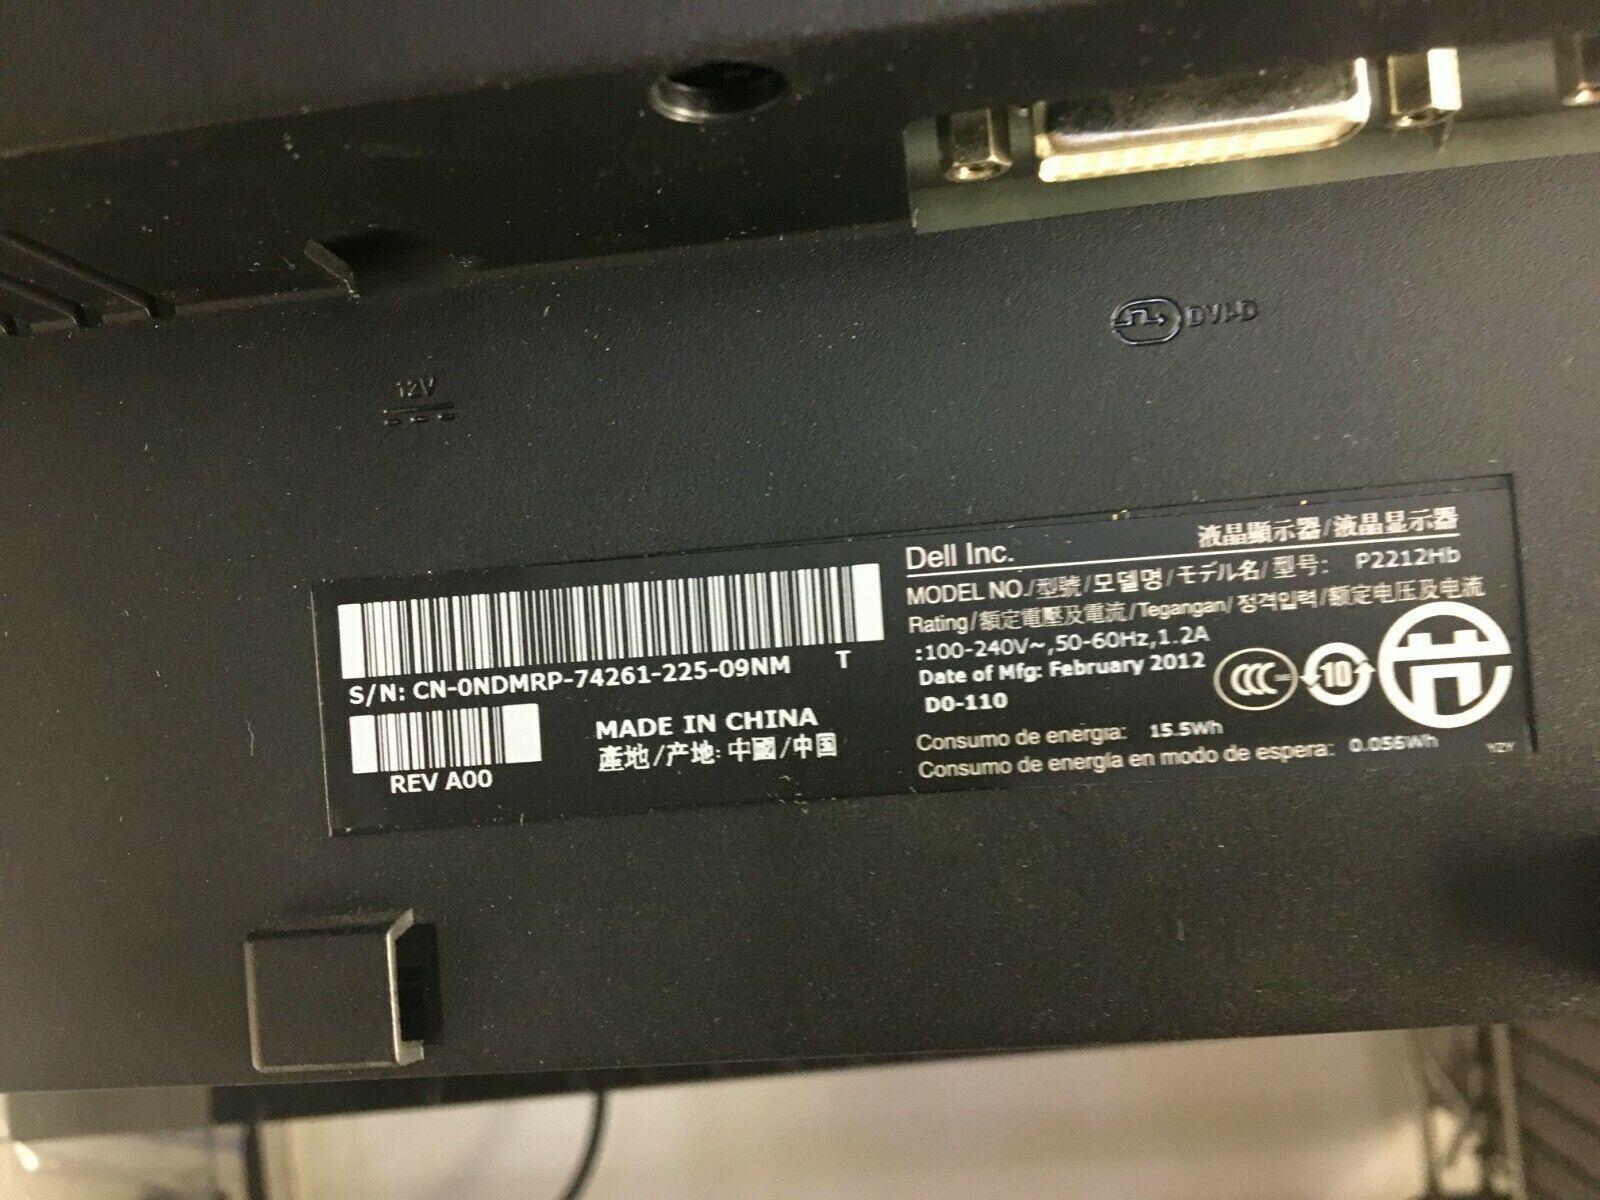 DVI-D
12V
Dell Inc. 液晶顯示器/液晶显示器
MODEL NO./型號/모델명/モデル名/型号: P2212Hb
Rating/額定電壓及電流/Tegangan/정격입력/额定电压及电流
:100-240V~,50-60Hz,1.2A
Date of Mfg: February 2012
D0-110
CCC
10
Consumo de energia: 15.5Wh
Consumo de energía en modo de espera: 0.056Wh
YZY
S/N: CN-0NDMRP-74261-225-09NM T
REV A00
MADE IN CHINA
產地/产地: 中國/中国